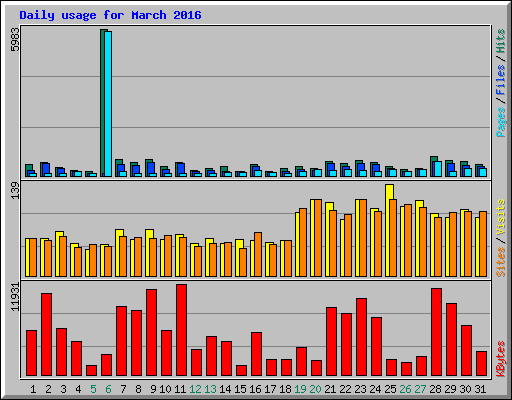 Daily usage for March 2016
5983
Pages / Files / Hits
139
Sites / Visits
11931
KBytes
1 2 3 4 5 6 7 8 9 10 11 12 13 14 15 16 17 18 19 20 21 22 23 24 25 26 27 28 29 30 31